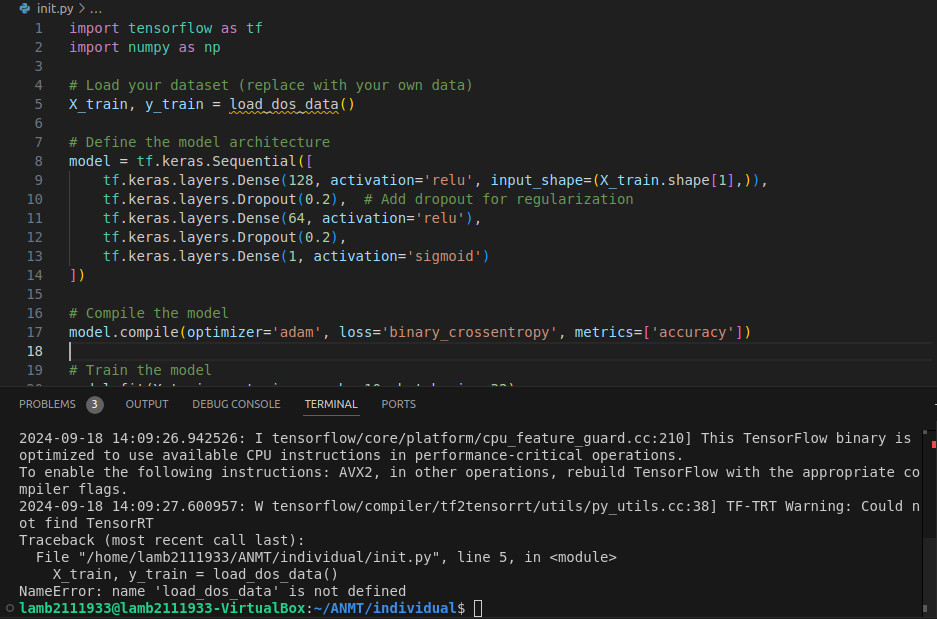 init.py > ...
1 import tensorflow as tf
2 import numpy as np
3
4 # Load your dataset (replace with your own data)
5 X_train, y_train = load_dos_data()
6
7 # Define the model architecture
8 model = tf.keras.Sequential([
9 tf.keras.layers.Dense(128, activation='relu', input_shape=(X_train.shape[1],)),
10 tf.keras.layers.Dropout(0.2),  # Add dropout for regularization
11 tf.keras.layers.Dense(64, activation='relu'),
12 tf.keras.layers.Dropout(0.2),
13 tf.keras.layers.Dense(1, activation='sigmoid')
14 ])
15
16 # Compile the model
17 model.compile(optimizer='adam', loss='binary_crossentropy', metrics=['accuracy'])
18
19 # Train the model
PROBLEMS 3 OUTPUT DEBUG CONSOLE TERMINAL PORTS
2024-09-18 14:09:26.942526: I tensorflow/core/platform/cpu_feature_guard.cc:210] This TensorFlow binary is
optimized to use available CPU instructions in performance-critical operations.
To enable the following instructions: AVX2, in other operations, rebuild TensorFlow with the appropriate co
mpiler flags.
2024-09-18 14:09:27.600957: W tensorflow/compiler/tf2tensorrt/utils/py_utils.cc:38] TF-TRT Warning: Could n
ot find TensorRT
Traceback (most recent call last):
File "/home/lamb2111933/ANMT/individual/init.py", line 5, in <module>
X_train, y_train = load_dos_data()
NameError: name 'load_dos_data' is not defined
lamb2111933@lamb2111933-VirtualBox:~/ANMT/individual$